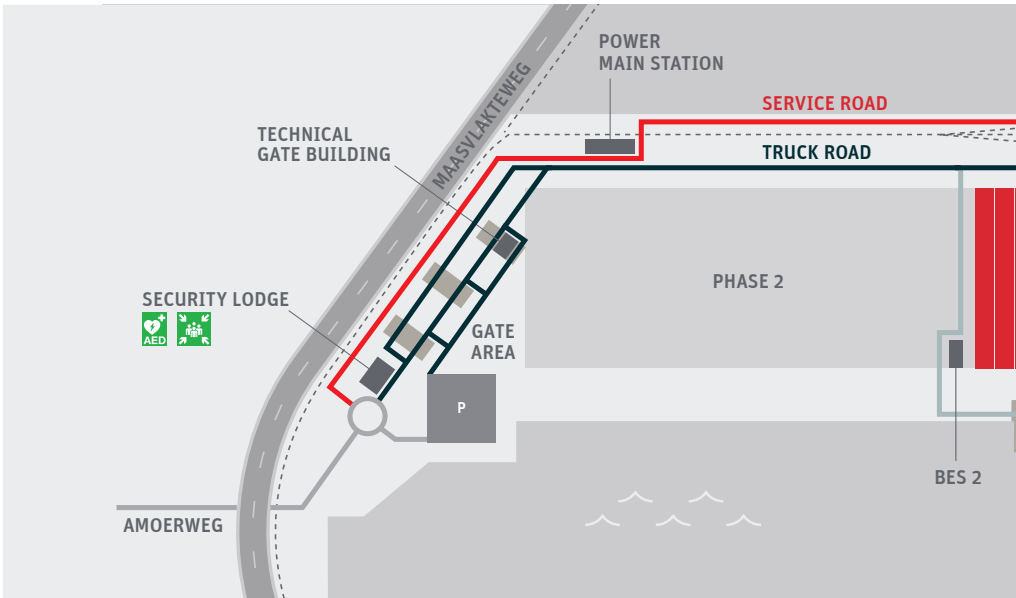 POWER
MAIN STATION
SERVICE ROAD
MAASVLAKTEWEG
TECHNICAL
GATE BUILDING
TRUCK ROAD
PHASE 2
SECURITY LODGE
AED
GATE
AREA
P
BES 2
AMOERWEG